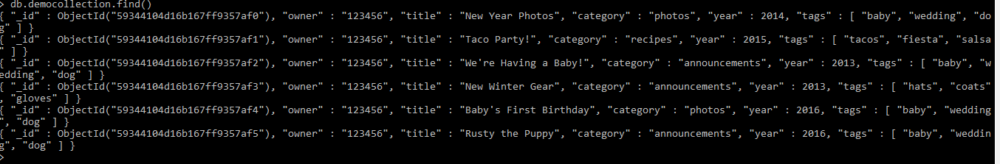 > db.democollection.find()
{ "_id" : ObjectId("59344104d16b167ff9357af0"), "owner" : "123456", "title" : "New Year Photos", "category" : "photos", "year" : 2014, "tags" : [ "baby", "wedding", "do
g" ] }
{ "_id" : ObjectId("59344104d16b167ff9357af1"), "owner" : "123456", "title" : "Taco Party!", "category" : "recipes", "year" : 2015, "tags" : [ "tacos", "fiesta", "salsa
" ] }
{ "_id" : ObjectId("59344104d16b167ff9357af2"), "owner" : "123456", "title" : "We're Having a Baby!", "category" : "announcements", "year" : 2013, "tags" : [ "baby", "w
edding", "dog" ] }
{ "_id" : ObjectId("59344104d16b167ff9357af3"), "owner" : "123456", "title" : "New Winter Gear", "category" : "announcements", "year" : 2013, "tags" : [ "hats", "coats"
, "gloves" ] }
{ "_id" : ObjectId("59344104d16b167ff9357af4"), "owner" : "123456", "title" : "Baby's First Birthday", "category" : "photos", "year" : 2016, "tags" : [ "baby", "wedding
", "dog" ] }
{ "_id" : ObjectId("59344104d16b167ff9357af5"), "owner" : "123456", "title" : "Rusty the Puppy", "category" : "announcements", "year" : 2016, "tags" : [ "baby", "weddin
g", "dog" ] }
>